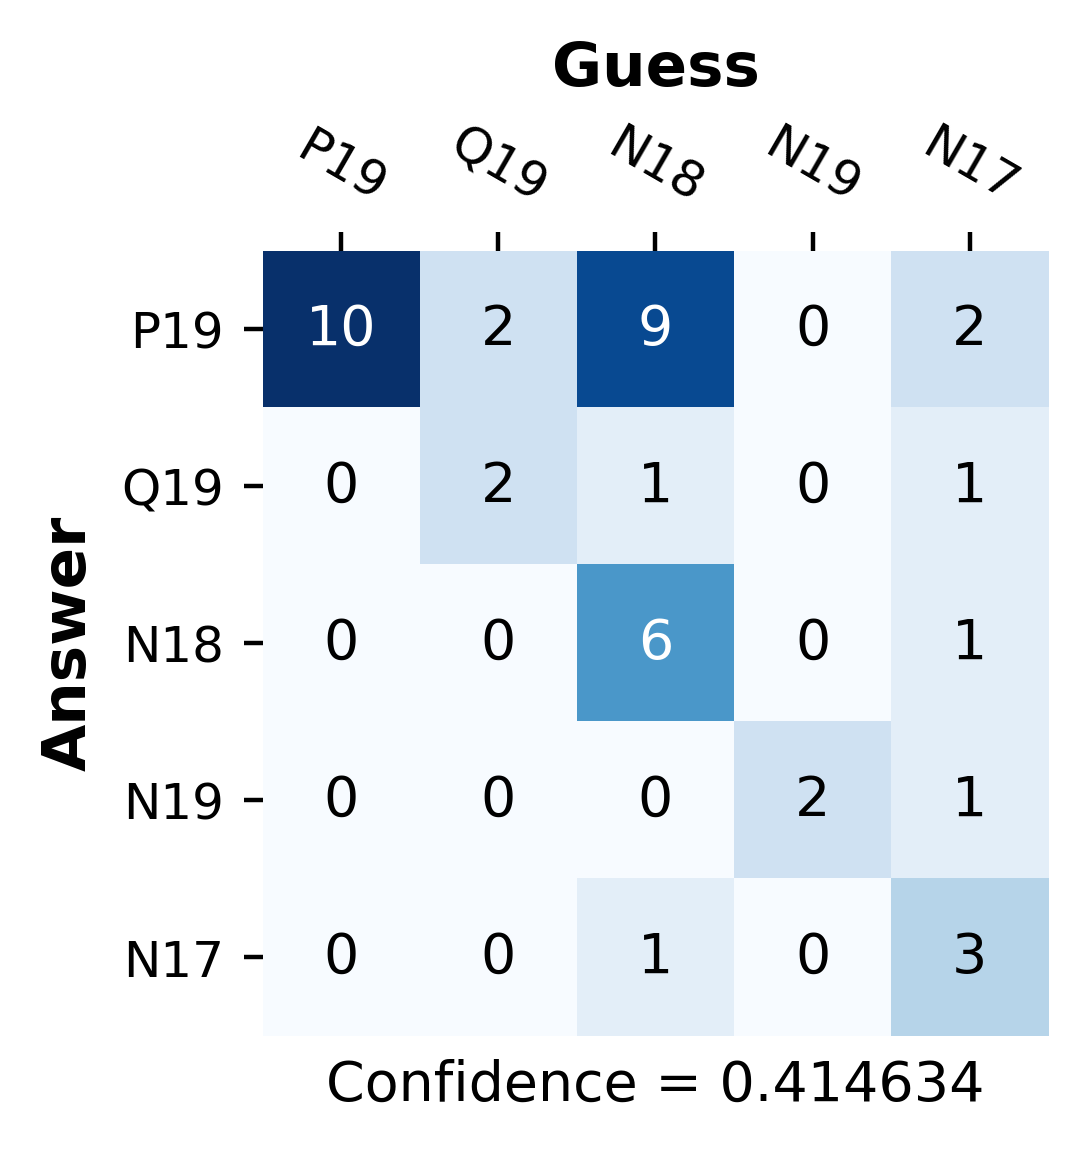 Guess
P19 Q19 N18 N19 N17
P19 10 2 9 0 2
Q19 0 2 1 0 1
N18 0 0 6 0 1
N19 0 0 0 2 1
N17 0 0 1 0 3
Answer
Confidence = 0.414634